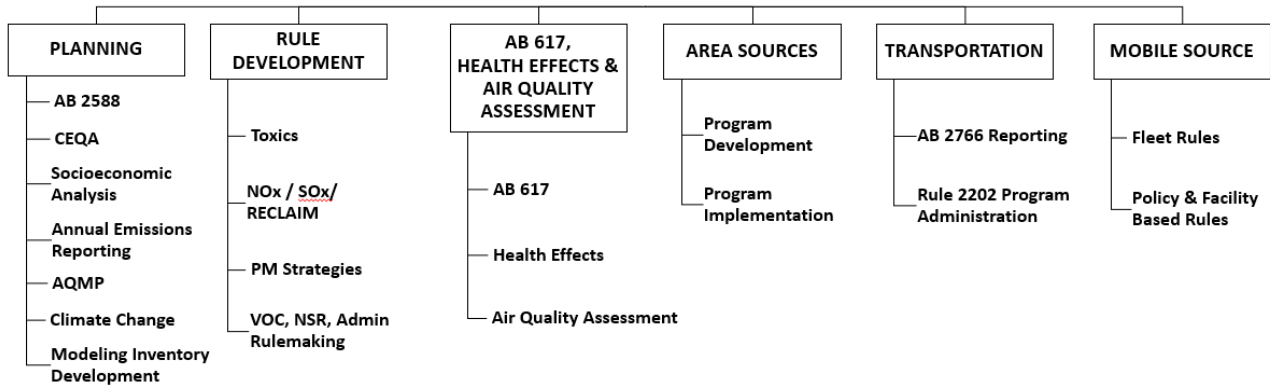 PLANNING
AB 2588
CEQA
Socioeconomic
Analysis
Annual Emissions
Reporting
AQMP
Climate Change
Modeling Inventory
Development
RULE
DEVELOPMENT
Toxics
NOx / SOx/
RECLAIM
PM Strategies
VOC, NSR, Admin
Rulemaking
AB 617,
HEALTH EFFECTS &
AIR QUALITY
ASSESSMENT
AB 617
Health Effects
Air Quality Assessment
AREA SOURCES
Program
Development
Program
Implementation
TRANSPORTATION
AB 2766 Reporting
Rule 2202 Program
Administration
MOBILE SOURCE
Fleet Rules
Policy & Facility
Based Rules